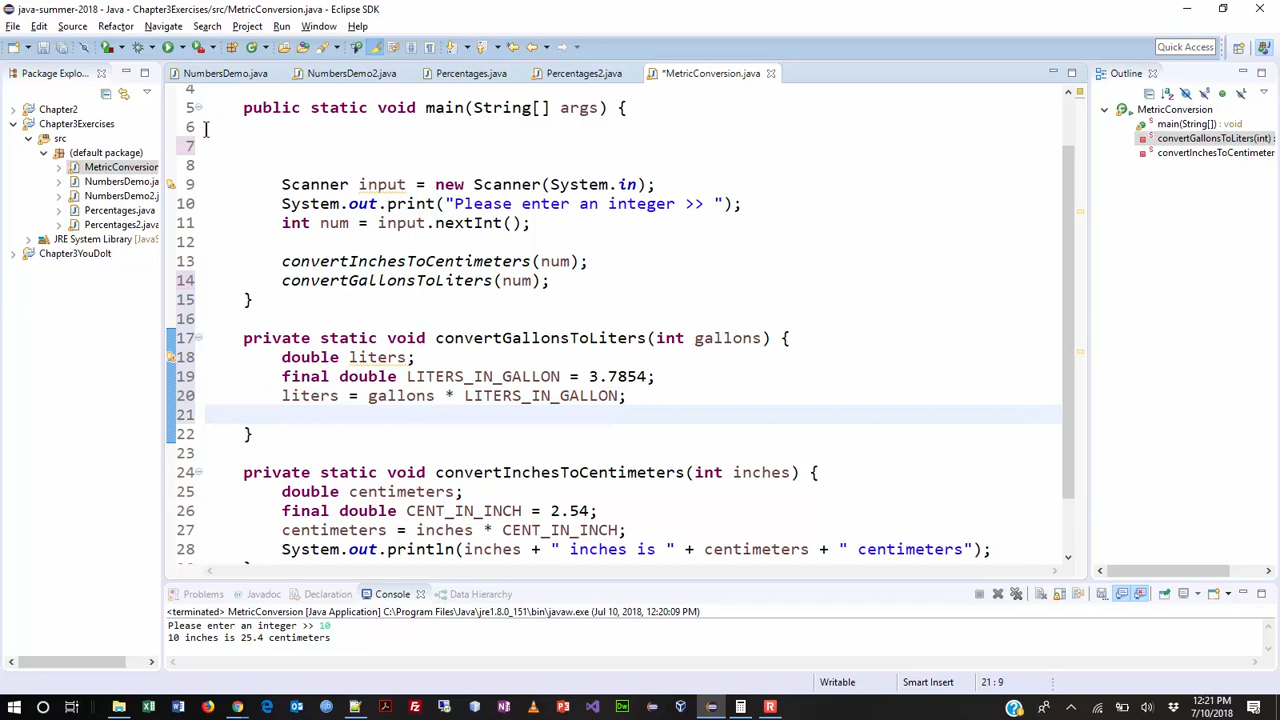 java-summer-2018 - Java - Chapter3Exercises/src/MetricConversion.java - Eclipse SDK
File Edit Source Refactor Navigate Search Project Run Window Help
Quick Access
Package Explo...
NumbersDemo.java
NumbersDemo2.java
Percentages.java
Percentages2.java
*MetricConversion.java
Outline
Chapter2
Chapter3Exercises
src
(default package)
MetricConversion
NumbersDemo.ja
NumbersDemo2.
Percentages.java
Percentages2.java
JRE System Library [JavaS
Chapter3YouDoIt
4
5 public static void main(String[] args) {
6
7
8
9 Scanner input = new Scanner(System.in);
10 System.out.print("Please enter an integer >> ");
11 int num = input.nextInt();
12
13 convertInchesToCentimeters(num);
14 convertGallonsToLiters(num);
15 }
16
17 private static void convertGallonsToLiters(int gallons) {
18 double liters;
19 final double LITERS_IN_GALLON = 3.7854;
20 liters = gallons * LITERS_IN_GALLON;
21
22 }
23
24 private static void convertInchesToCentimeters(int inches) {
25 double centimeters;
26 final double CENT_IN_INCH = 2.54;
27 centimeters = inches * CENT_IN_INCH;
28 System.out.println(inches + " inches is " + centimeters + " centimeters");
MetricConversion
main(String[]) : void
convertGallonsToLiters(int) :
convertInchesToCentimeter
Problems Javadoc Declaration Console Data Hierarchy
<terminated> MetricConversion [Java Application] C:\Program Files\Java\jre1.8.0_151\bin\javaw.exe (Jul 10, 2018, 12:20:09 PM)
Please enter an integer >> 10
10 inches is 25.4 centimeters
Writable Smart Insert 21 : 9
12:21 PM
7/10/2018